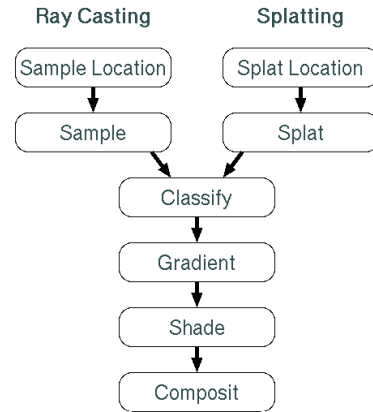 Ray Casting
Splatting
Sample Location
Splat Location
Sample
Splat
Classify
Gradient
Shade
Composit